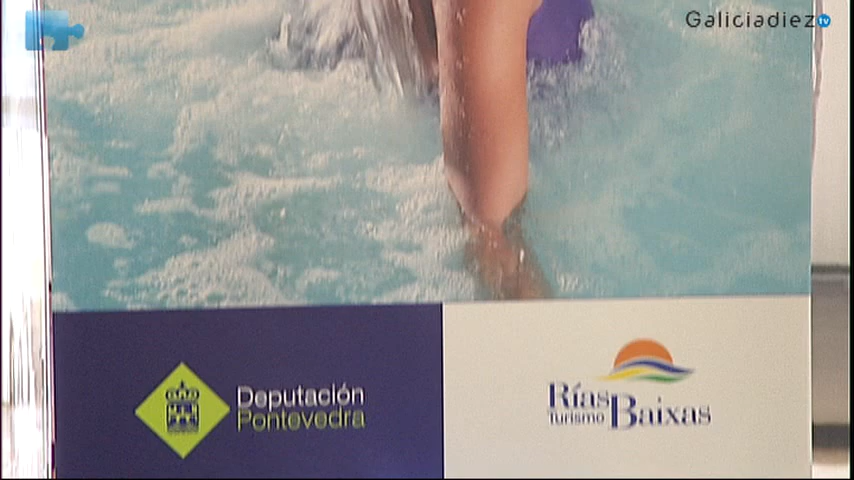 Galiciadiez tv
Deputación
Pontevedra
Rías
Turismo Baixas